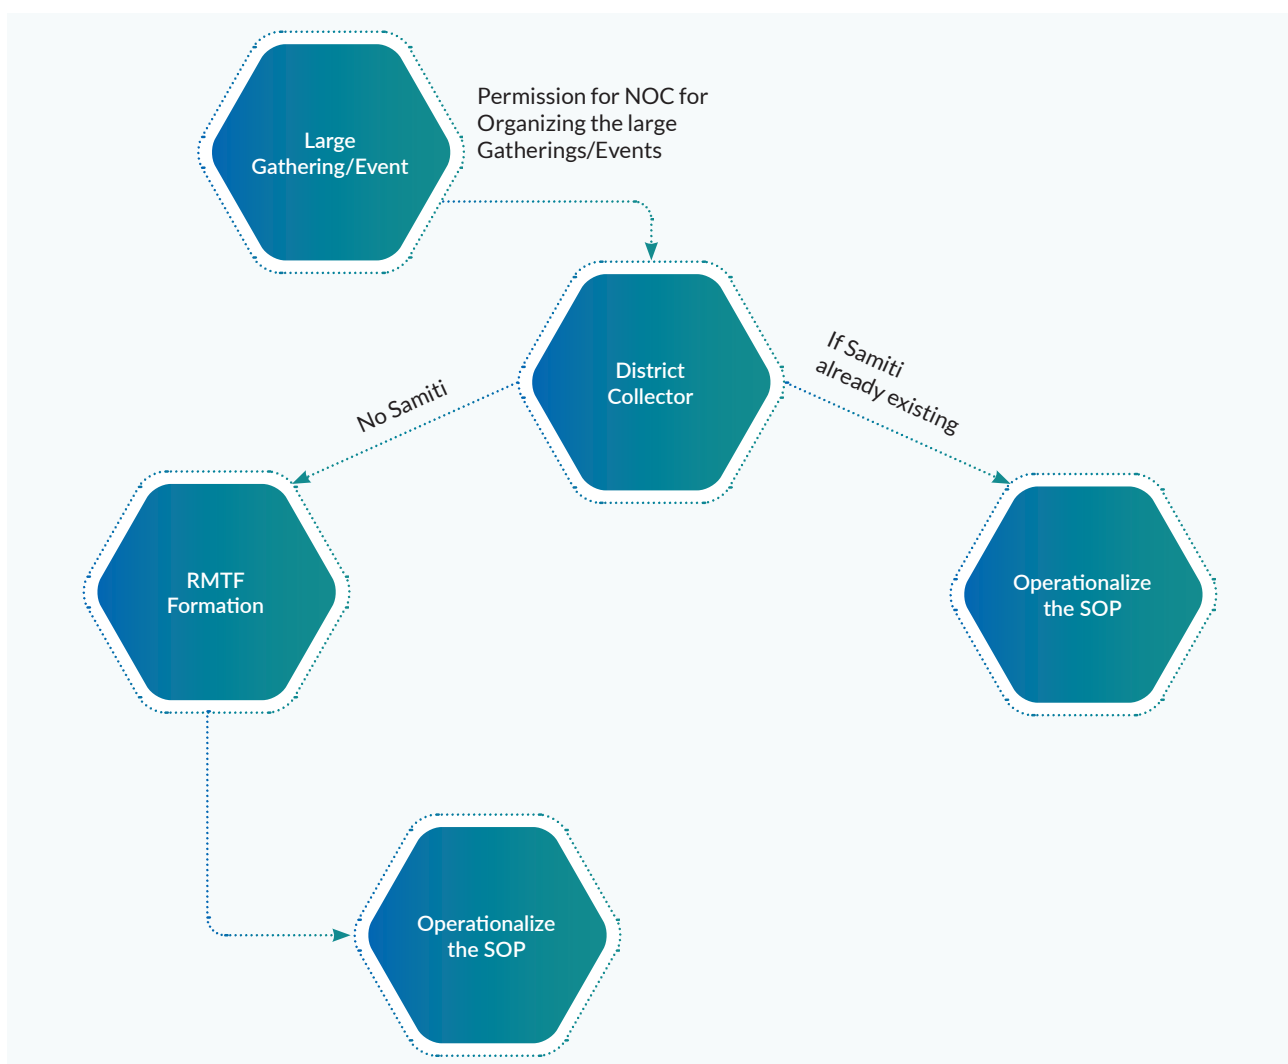 Large
Gathering/Event
Permission for NOC for
Organizing the large
Gatherings/Events
District
Collector
No Samiti
If Samiti
already existing
RMTF
Formation
Operationalize
the SOP
Operationalize
the SOP